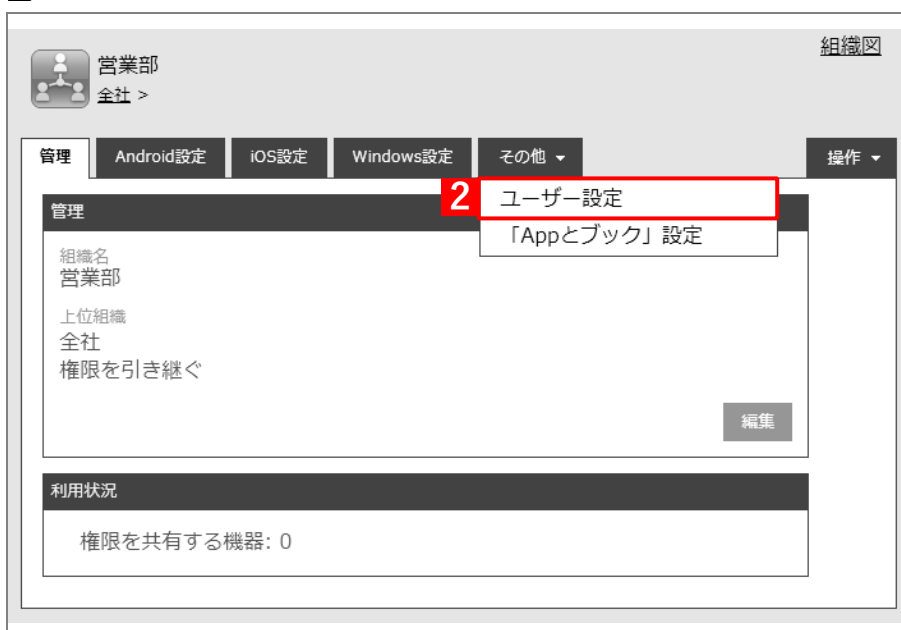 組織図
営業部
全社 >
管理 Android設定 iOS設定 Windows設定 その他 操作
2 ユーザー設定
「Appとブック」設定
管理
組織名
営業部
上位組織
全社
権限を引き継ぐ
編集
利用状況
権限を共有する機器: 0